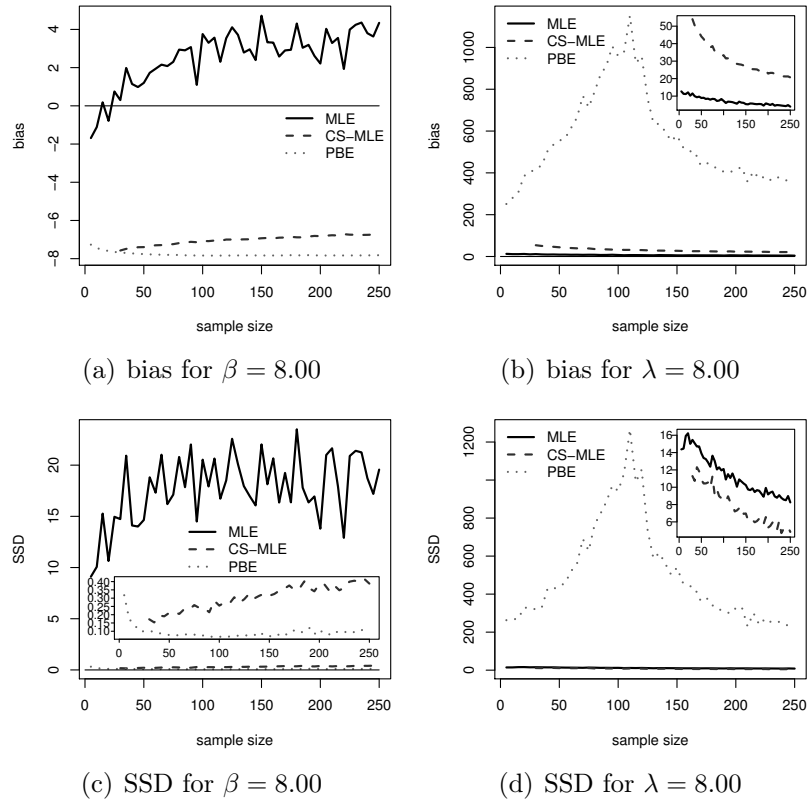 4
2
0
−2
−4
−6
−8
bias
MLE
CS−MLE
PBE
0 50 100 150 200 250
sample size
(a) bias for β = 8.00
1000
800
600
400
200
0
bias
MLE
CS−MLE
PBE
50
40
30
20
10
0 50 150 250
0 50 100 150 200 250
sample size
(b) bias for λ = 8.00
20
15
10
5
0
SSD
MLE
CS−MLE
PBE
0.40
0.35
0.30
0.25
0.20
0.15
0.10
0 50 100 150 200 250
0 50 100 150 200 250
sample size
(c) SSD for β = 8.00
1200
1000
800
600
400
200
0
SSD
MLE
CS−MLE
PBE
16
14
12
10
8
6
0 50 150 250
0 50 100 150 200 250
sample size
(d) SSD for λ = 8.00